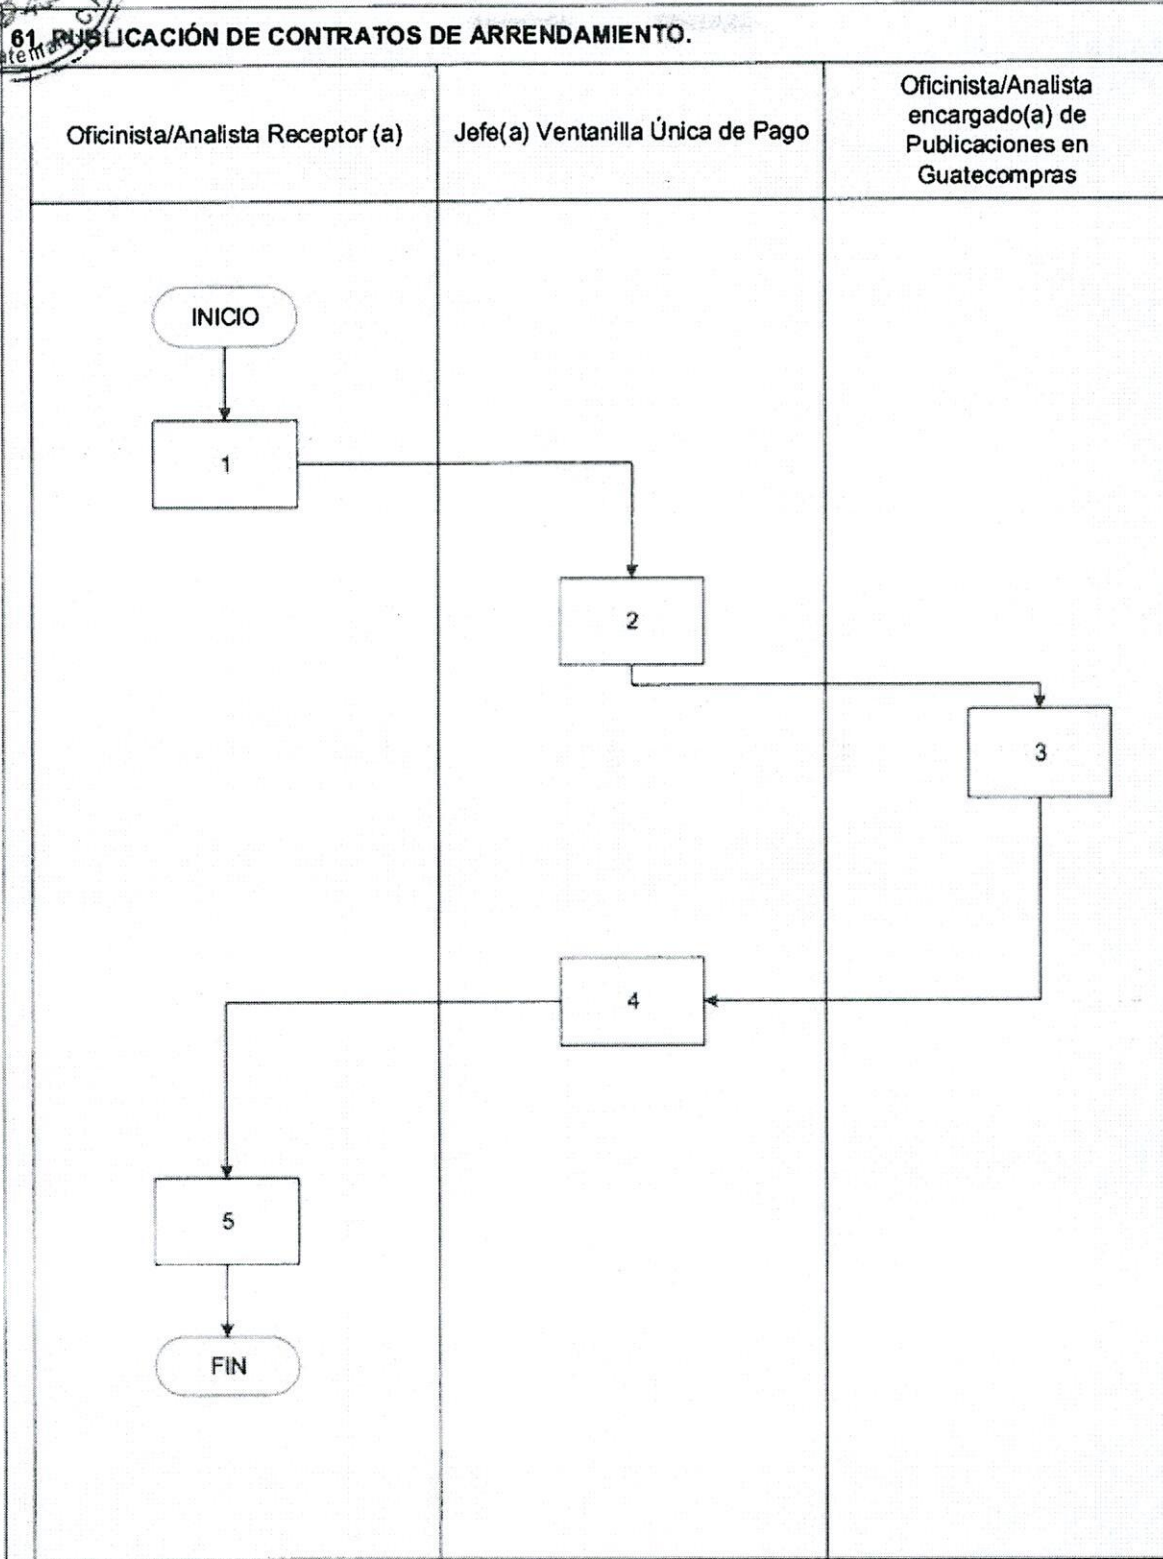 61. PUBLICACIÓN DE CONTRATOS DE ARRENDAMIENTO.
Oficinista/Analista Receptor (a)
Jefe(a) Ventanilla Única de Pago
Oficinista/Analista
encargado(a) de
Publicaciones en
Guatecompras
INICIO
1
2
3
4
5
FIN